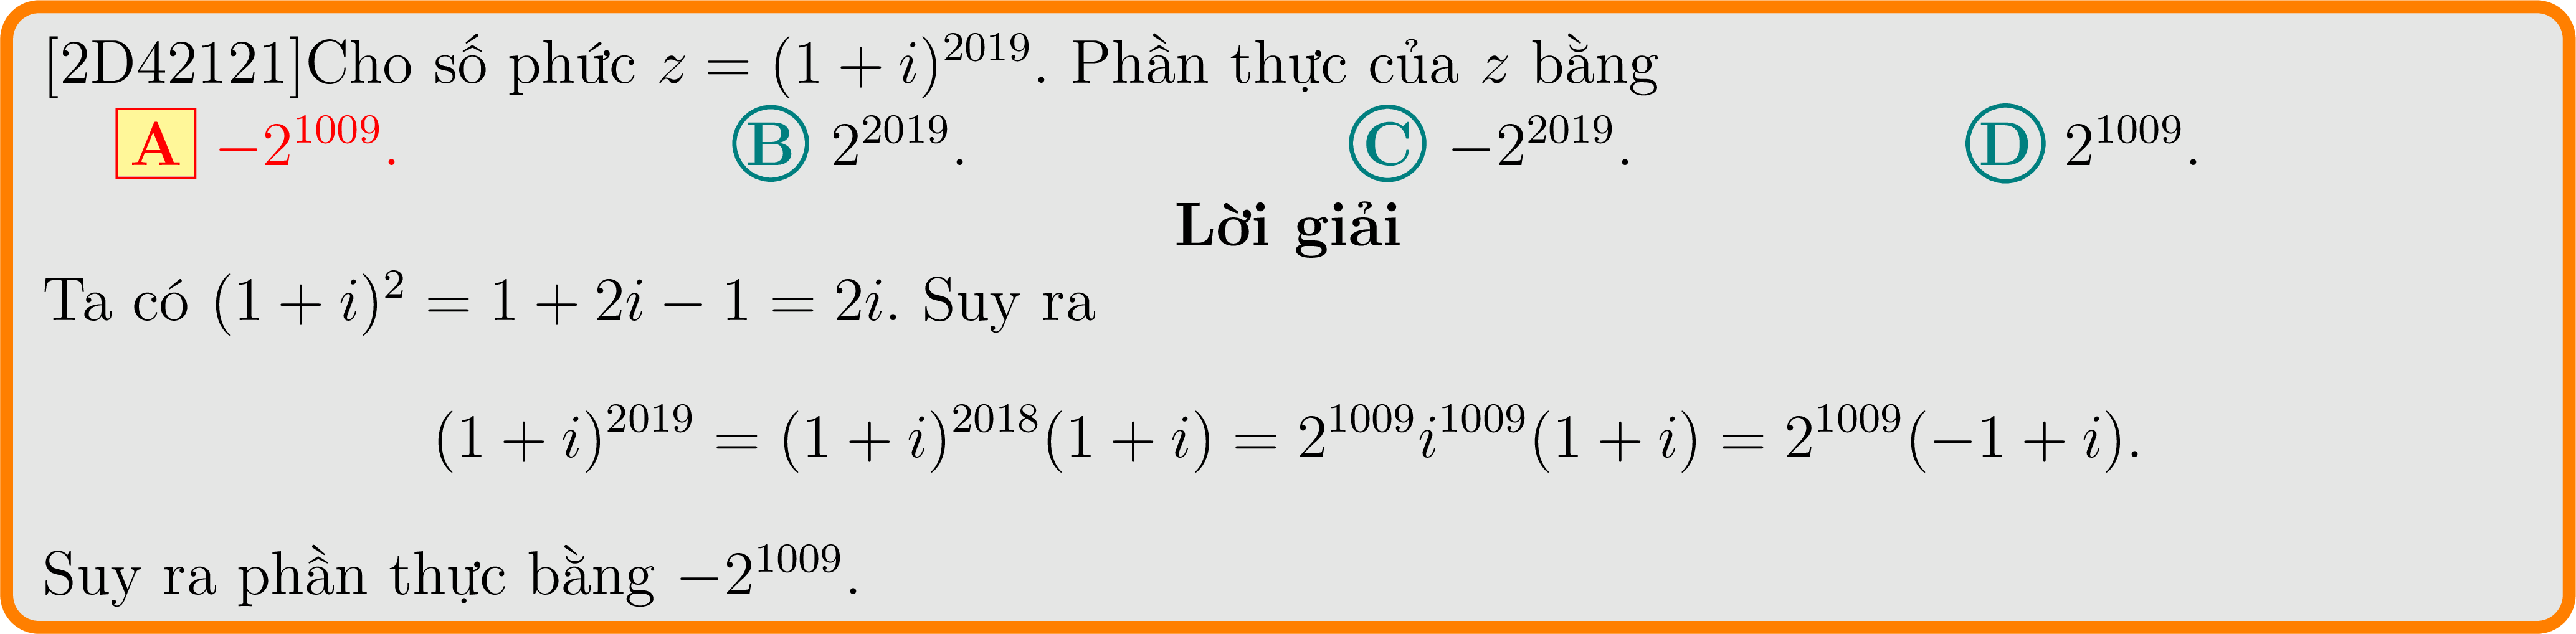 [2D42121]Cho số phức z = (1 + i)^{2019}. Phần thực của z bằng
A −2^{1009}. B 2^{2019}. C −2^{2019}. D 2^{1009}.
Lời giải
Ta có (1 + i)^2 = 1 + 2i − 1 = 2i. Suy ra
(1 + i)^{2019} = (1 + i)^{2018}(1 + i) = 2^{1009}i^{1009}(1 + i) = 2^{1009}(−1 + i).
Suy ra phần thực bằng −2^{1009}.